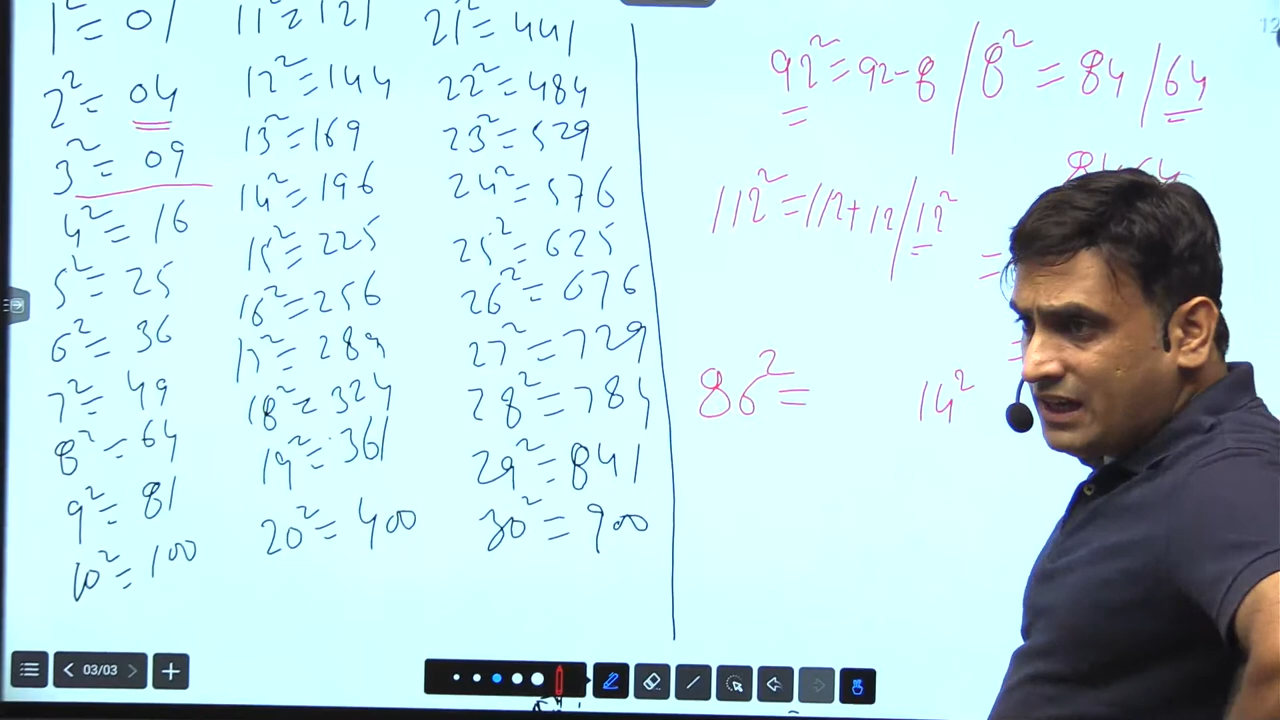 1² = 01
2² = 04
3² = 09
4² = 16
5² = 25
6² = 36
7² = 49
8² = 64
9² = 81
10² = 100
11² = 121
12² = 144
13² = 169
14² = 196
15² = 225
16² = 256
17² = 289
18² = 324
19² = 361
20² = 400
21² = 441
22² = 484
23² = 529
24² = 576
25² = 625
26² = 676
27² = 729
28² = 784
29² = 841
30² = 900
92² = 92-8 / 8² = 84 / 64
112² = 112+12 / 12²
=
86² = 14²
03/03